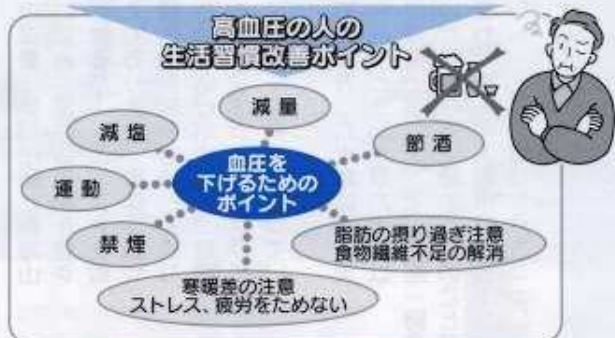 高血圧の人の
生活習慣改善ポイント
減量
減塩
節酒
運動
血圧を
下げるための
ポイント
禁煙
脂肪の摂り過ぎ注意
食物繊維不足の解消
寒暖差の注意
ストレス、疲労をためない